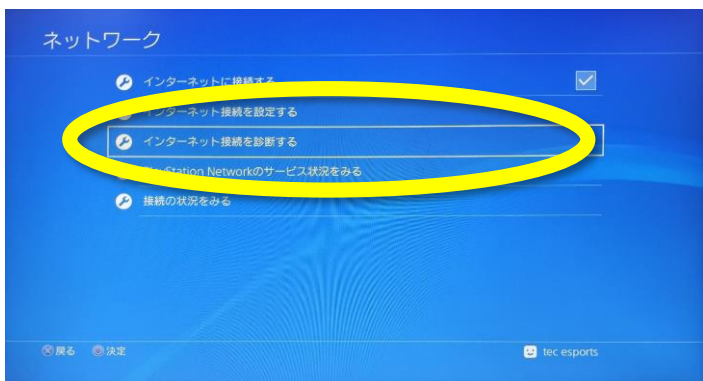 ネットワーク
インターネットに接続する
インターネット接続を設定する
インターネット接続を診断する
PlayStation Networkのサービス状況をみる
接続の状況をみる
戻る 決定
tec esports